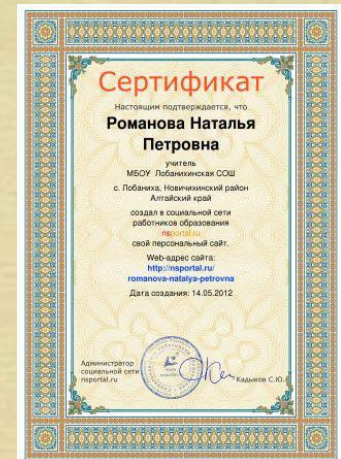 Сертификат
Настоящим подтверждается, что
Романова Наталья
Петровна
учитель
МБОУ Лобанихинская СОШ
с. Лобаниха, Новичихинский район
Алтайский край
создал в социальной сети
работников образования
nsportal.ru
свой персональный сайт.
Web-адрес сайта:
http://nsportal.ru/
romanova-natalya-petrovna
Дата создания: 14.05.2012
Администратор
социальной сети
nsportal.ru
Кадыков С.Ю.